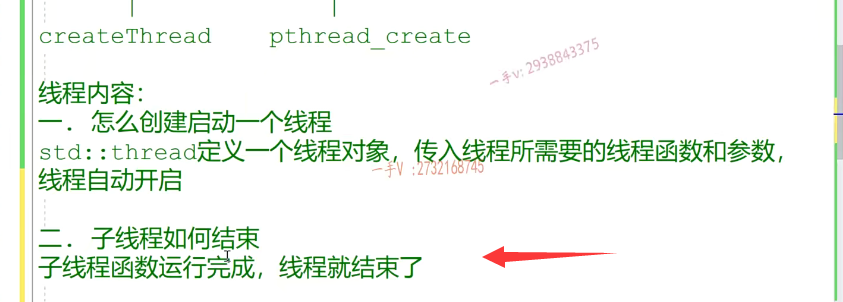 createThread pthread_create
一手v: 2938843375
线程内容：
一. 怎么创建启动一个线程
std::thread定义一个线程对象，传入线程所需要的线程函数和参数，
线程自动开启
一手V :2732168745
二. 子线程如何结束
子线程函数运行完成，线程就结束了